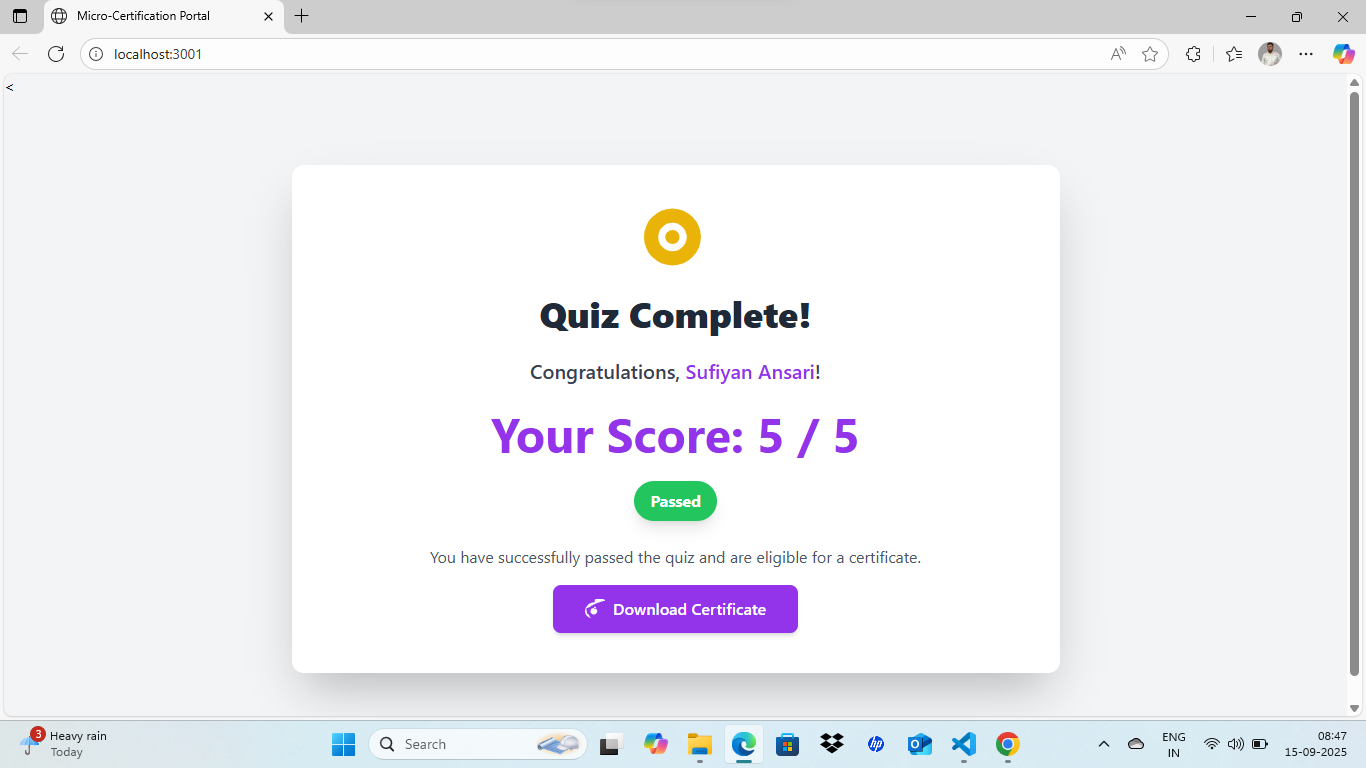 Micro-Certification Portal
localhost:3001
<
Quiz Complete!
Congratulations, Sufiyan Ansari!
Your Score: 5 / 5
Passed
You have successfully passed the quiz and are eligible for a certificate.
Download Certificate
3
Heavy rain
Today
Search
hp
ENG
IN
08:47
15-09-2025